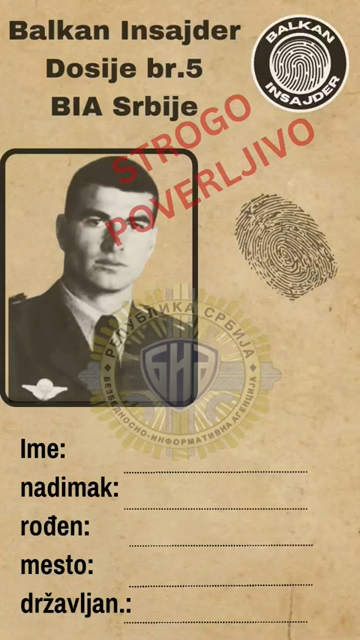 Balkan Insajder
Dosije br.5
BIA Srbije
BALKAN
INSAJDER
STROGO
POVERLJIVO
РЕПУБЛИКА СРБИЈА
БИА
БЕЗБЕДНОСНО-ИНФОРМАТИВНА АГЕНЦИЈА
Ime:
nadimak:
rođen:
mesto:
državljan.: